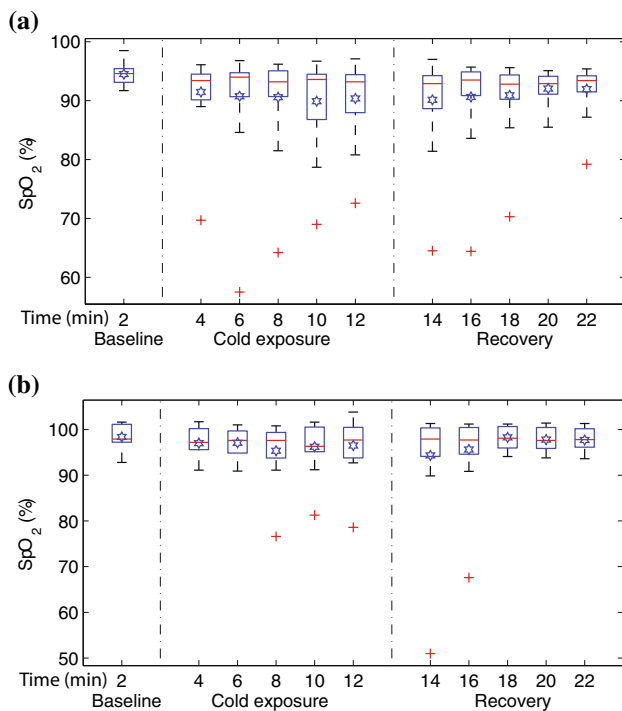 (a)
100
90
80
70
60
SpO2 (%)
Time (min) 2 4 6 8 10 12 14 16 18 20 22
Baseline Cold exposure Recovery
(b)
100
90
80
70
60
50
SpO2 (%)
Time (min) 2 4 6 8 10 12 14 16 18 20 22
Baseline Cold exposure Recovery